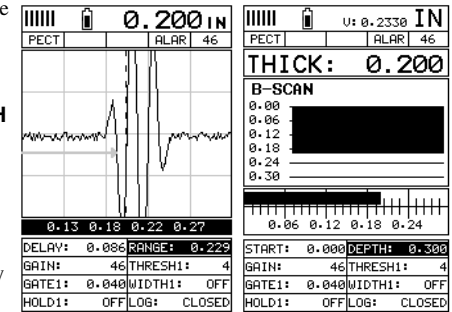 e
0.200 IN
PECT ALAR 46
H
0.13 0.18 0.22 0.27
DELAY: 0.086 RANGE: 0.229
GAIN: 46 THRESH1: 4
GATE1: 0.040 WIDTH1: OFF
HOLD1: OFF LOG: CLOSED
y
U: 0.2330 IN
PECT ALAR 46
THICK: 0.200
B-SCAN
0.00
0.06
0.12
0.18
0.24
0.30
0.06 0.12 0.18 0.24
START: 0.000 DEPTH: 0.300
GAIN: 46 THRESH1: 4
GATE1: 0.040 WIDTH1: OFF
HOLD1: OFF LOG: CLOSED